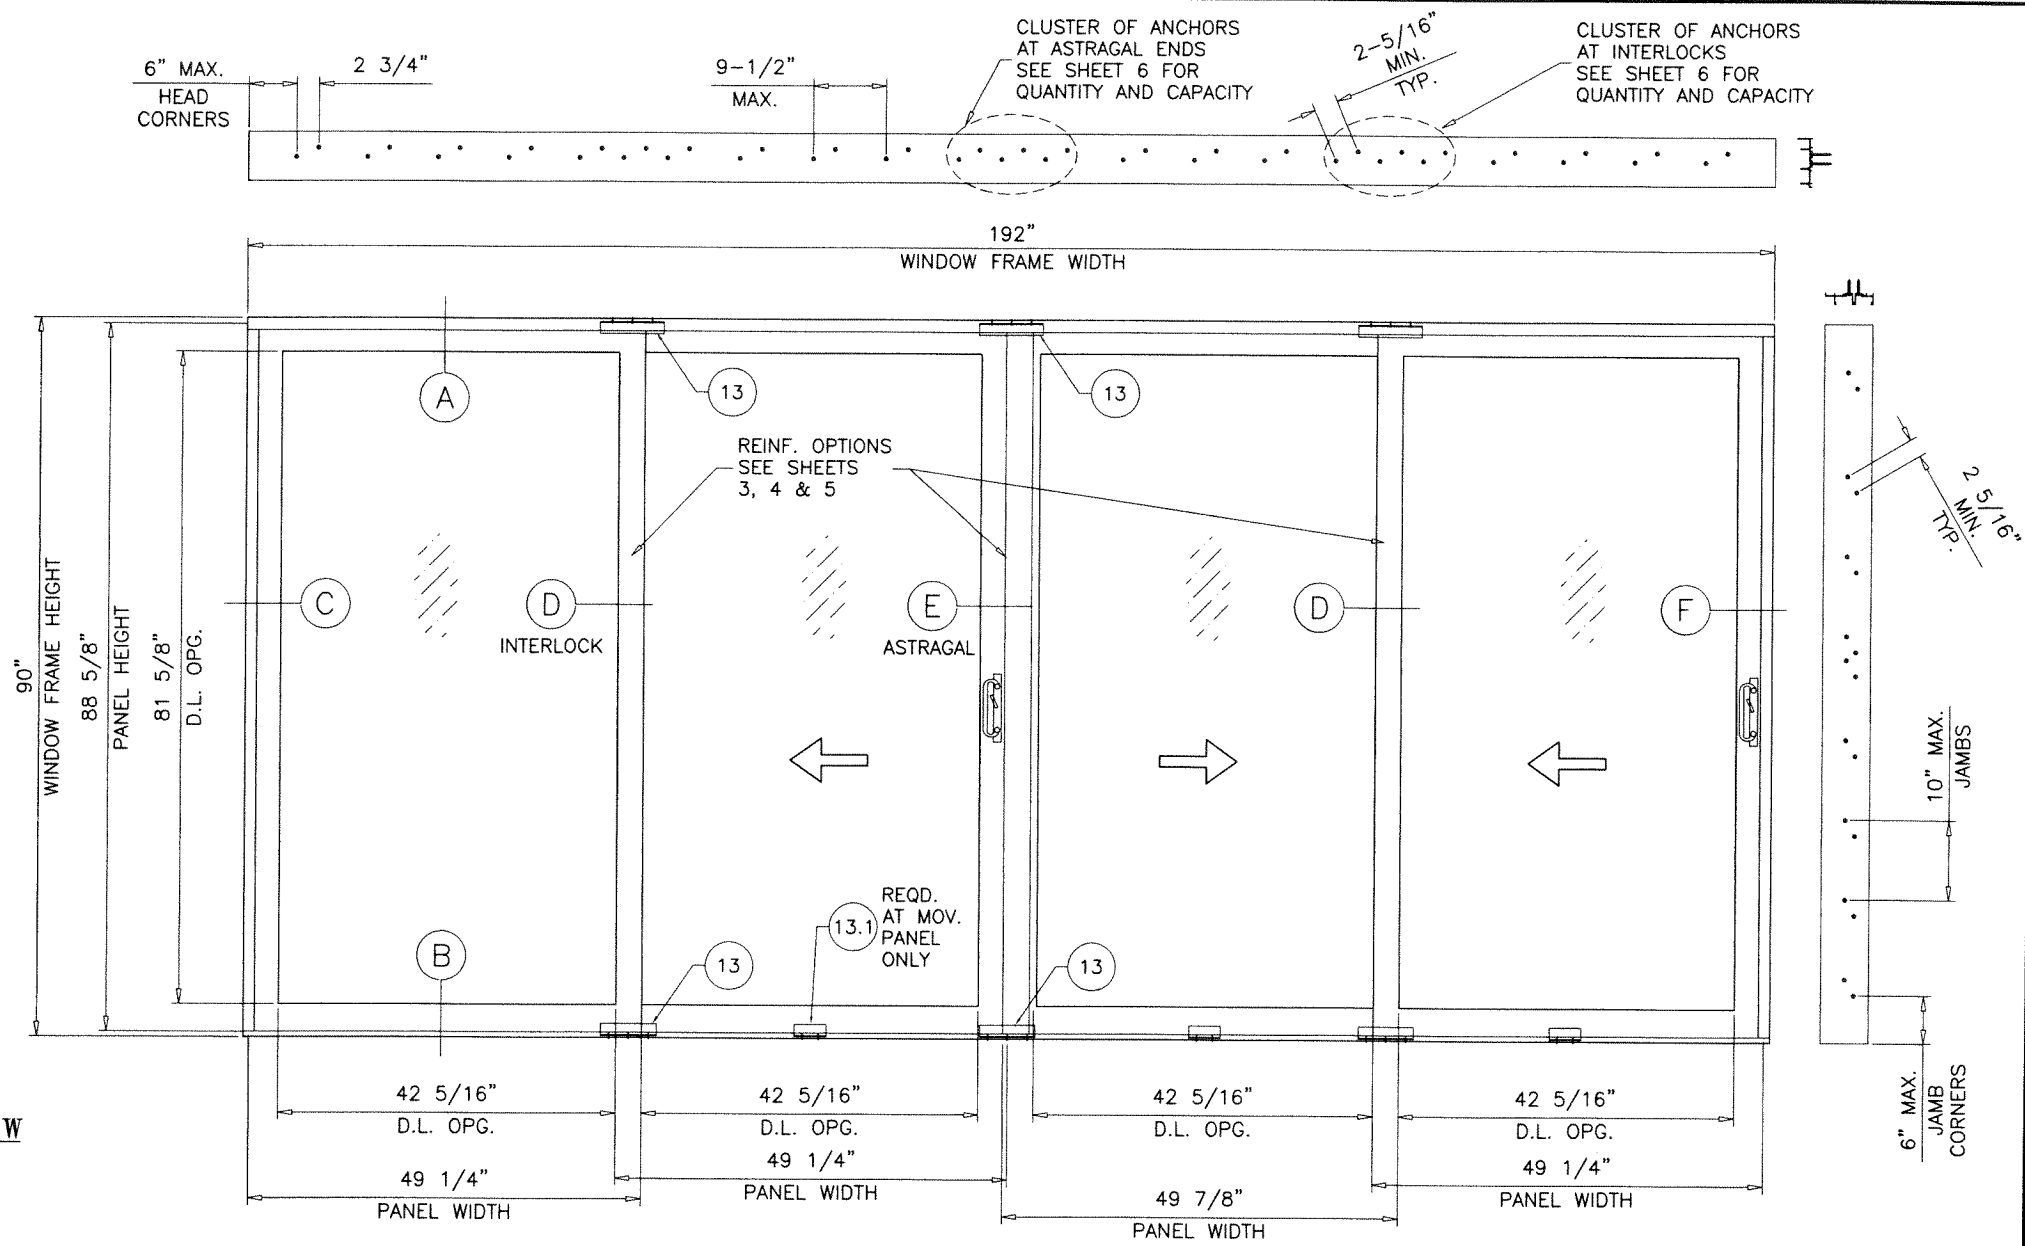 CLUSTER OF ANCHORS
AT ASTRAGAL ENDS
SEE SHEET 6 FOR
QUANTITY AND CAPACITY
2-5/16"
MIN.
TYP.
CLUSTER OF ANCHORS
AT INTERLOCKS
SEE SHEET 6 FOR
QUANTITY AND CAPACITY
6" MAX.
HEAD
CORNERS
2 3/4"
9-1/2"
MAX.
192"
WINDOW FRAME WIDTH
A
13
13
REINF. OPTIONS
SEE SHEETS
3, 4 & 5
2 5/16"
MIN.
TYP.
90"
WINDOW FRAME HEIGHT
88 5/8"
PANEL HEIGHT
81 5/8"
D.L. OPG.
C
D
INTERLOCK
E
ASTRAGAL
D
F
10" MAX.
JAMBS
B
13
13.1
REQD.
AT MOV.
PANEL
ONLY
13
6" MAX.
JAMB
CORNERS
W
42 5/16"
D.L. OPG.
42 5/16"
D.L. OPG.
42 5/16"
D.L. OPG.
42 5/16"
D.L. OPG.
49 1/4"
PANEL WIDTH
49 1/4"
PANEL WIDTH
49 7/8"
PANEL WIDTH
49 1/4"
PANEL WIDTH